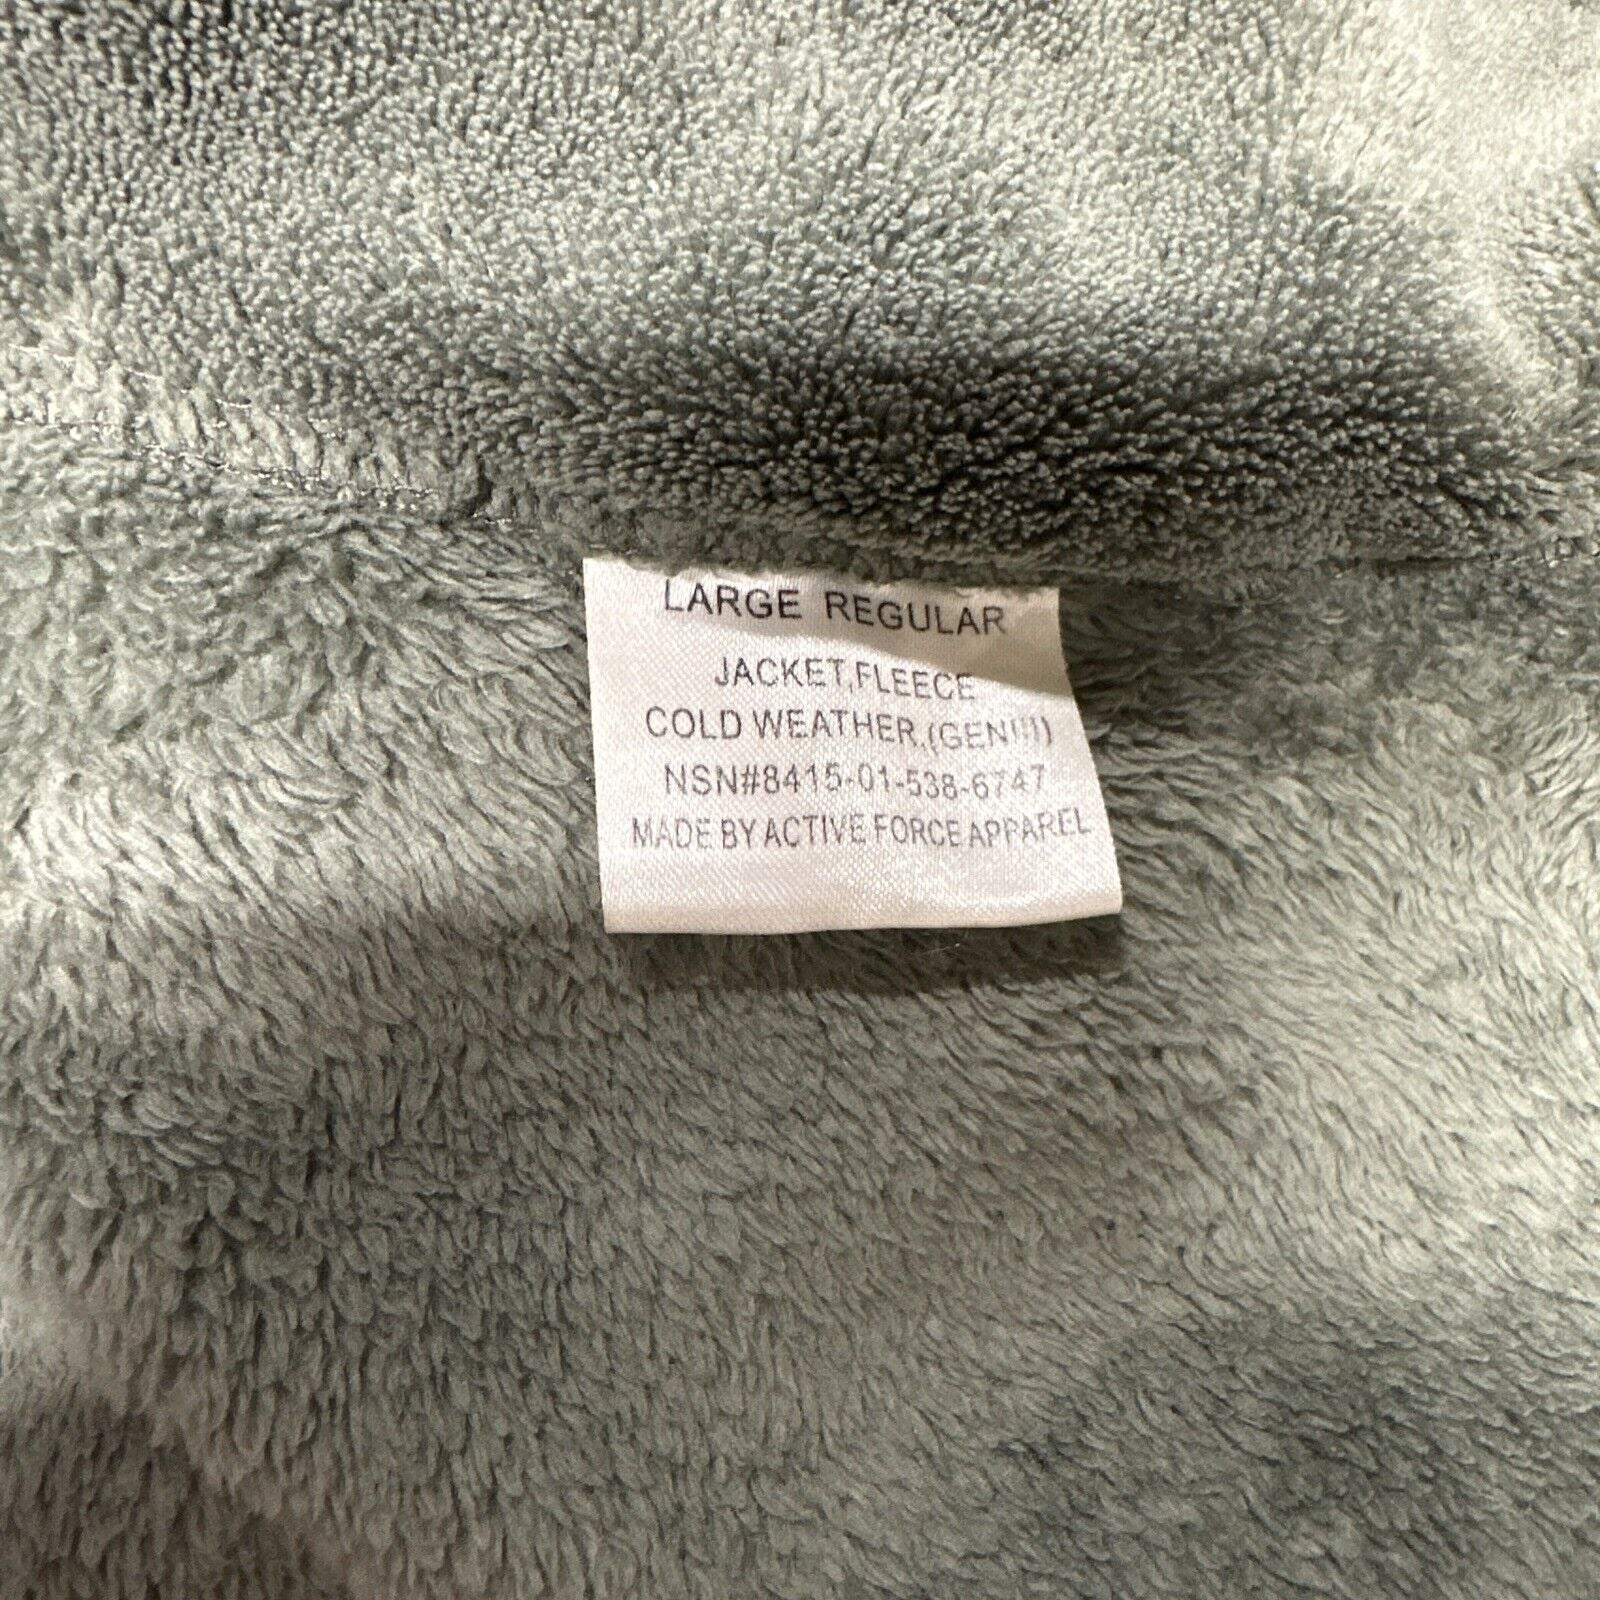 LARGE REGULAR
JACKET,FLEECE
COLD WEATHER,(GENIII)
NSN#8415-01-538-6747
MADE BY ACTIVE FORCE APPAREL